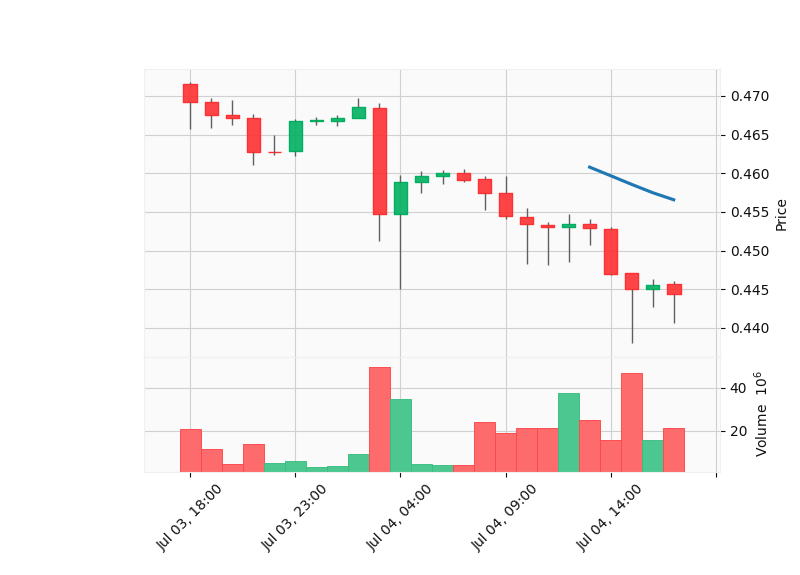 0.470
0.465
0.460
0.455
0.450
0.445
0.440
Price
40
20
Volume 10^6
Jul 03, 18:00
Jul 03, 23:00
Jul 04, 04:00
Jul 04, 09:00
Jul 04, 14:00